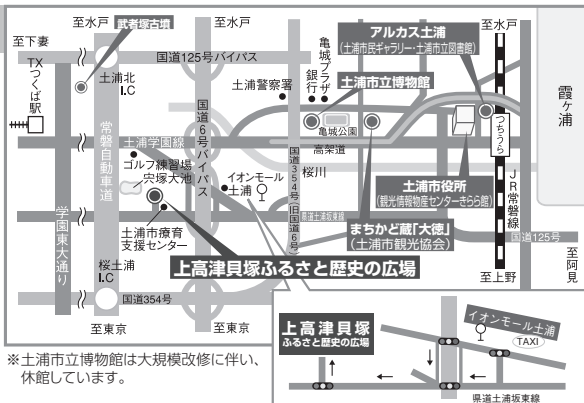 至水戸
武者塚古墳
至水戸
至水戸
アルカス土浦
(土浦市民ギャラリー・土浦市立図書館)
至下妻
国道125号バイパス
亀城プラザ
銀行
TX
つくば駅
土浦北
I.C
土浦警察署
土浦市立博物館
霞ヶ浦
国道6号バイパス
亀城公園
つちうら
土浦学園線
高架道
常磐自動車道
ゴルフ練習場
宍塚大池
国道354号(旧国道6号)
桜川
土浦市役所
(観光情報物産センターきらら館)
JR常磐線
イオンモール
土浦
県道土浦坂東線
まちかど蔵「大徳」
(土浦市観光協会)
土浦市療育
支援センター
学園東大通り
国道125号
上高津貝塚ふるさと歴史の広場
桜土浦
I.C
至上野
至阿見
国道354号
至東京
至東京
上高津貝塚
ふるさと歴史の広場
イオンモール土浦
TAXI
県道土浦坂東線
※土浦市立博物館は大規模改修に伴い、
休館しています。